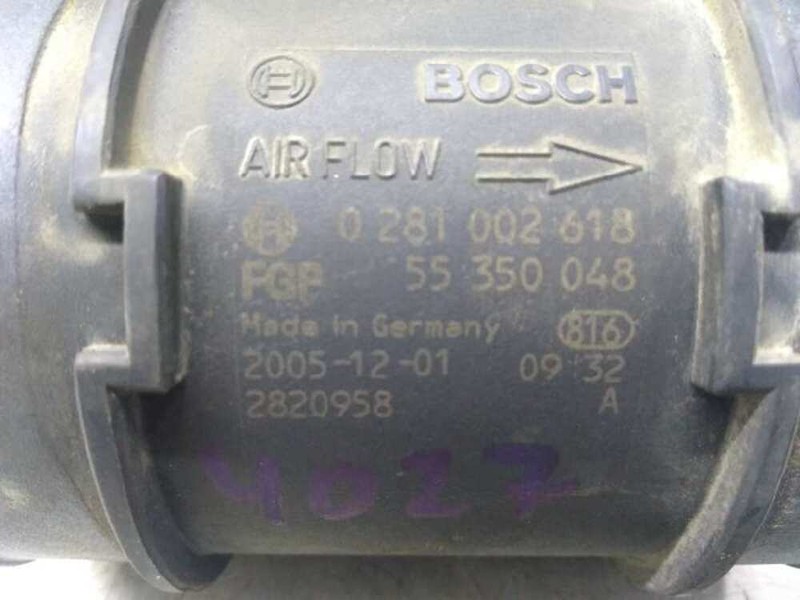 BOSCH
AIR FLOW
0 281 002 618
FGP 55 350 048
Made in Germany 816
2005-12-01 09 32
2820958 A
4027